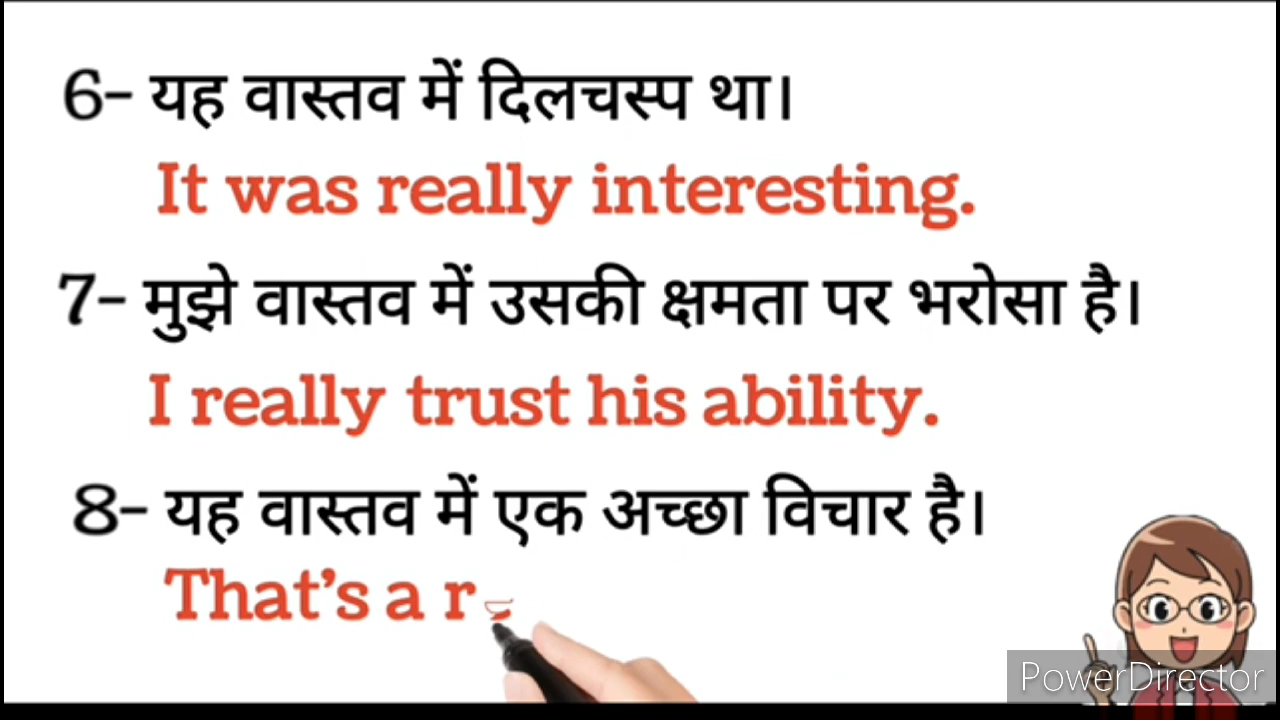 6- यह वास्तव में दिलचस्प था।
It was really interesting.
7- मुझे वास्तव में उसकी क्षमता पर भरोसा है।
I really trust his ability.
8- यह वास्तव में एक अच्छा विचार है।
That's a r
PowerDirector